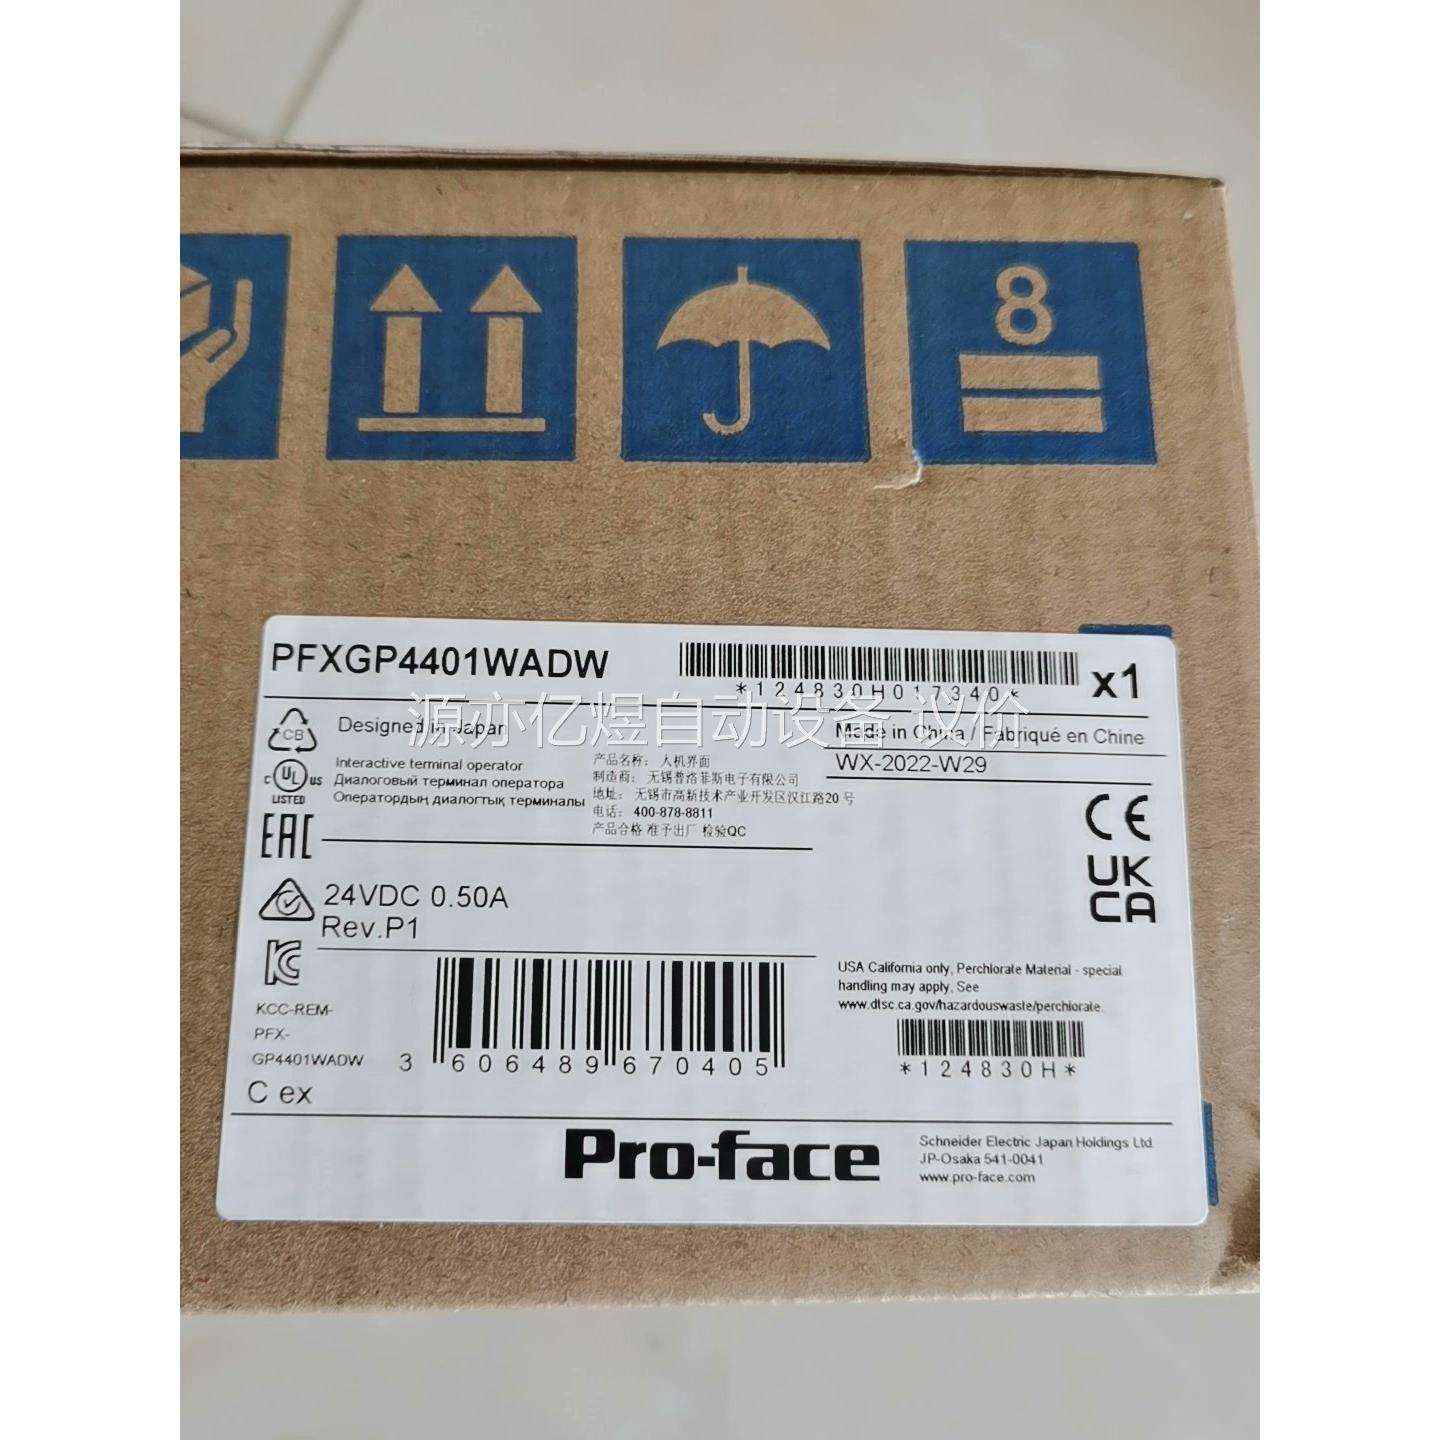 8
PFXGP4401WADW
*124830H017340*
x1
源亦亿煜自动设备 议价
CB
Designed in Japan
Made in China / Fabriqué en Chine
WX-2022-W29
c UL US
LISTED
Interactive terminal operator
Диалоговый терминал оператора
Оператордың диалогтық терминалы
产品名称： 人机界面
制造商： 无锡普洛菲斯电子有限公司
地址： 无锡市高新技术产业开发区汉江路20 号
电话： 400-878-8811
产品合格 准予出厂 检验QC
EAC
CE
UK
CA
24VDC 0.50A
Rev.P1
KC
KCC-REM-
PFX-
GP4401WADW
C ex
3 606489 670405
USA California only, Perchlorate Material - special
handling may apply, See
www.dtsc.ca.gov/hazardouswaste/perchlorate.
*124830H*
Pro-face
Schneider Electric Japan Holdings Ltd.
JP-Osaka 541-0041
www.pro-face.com